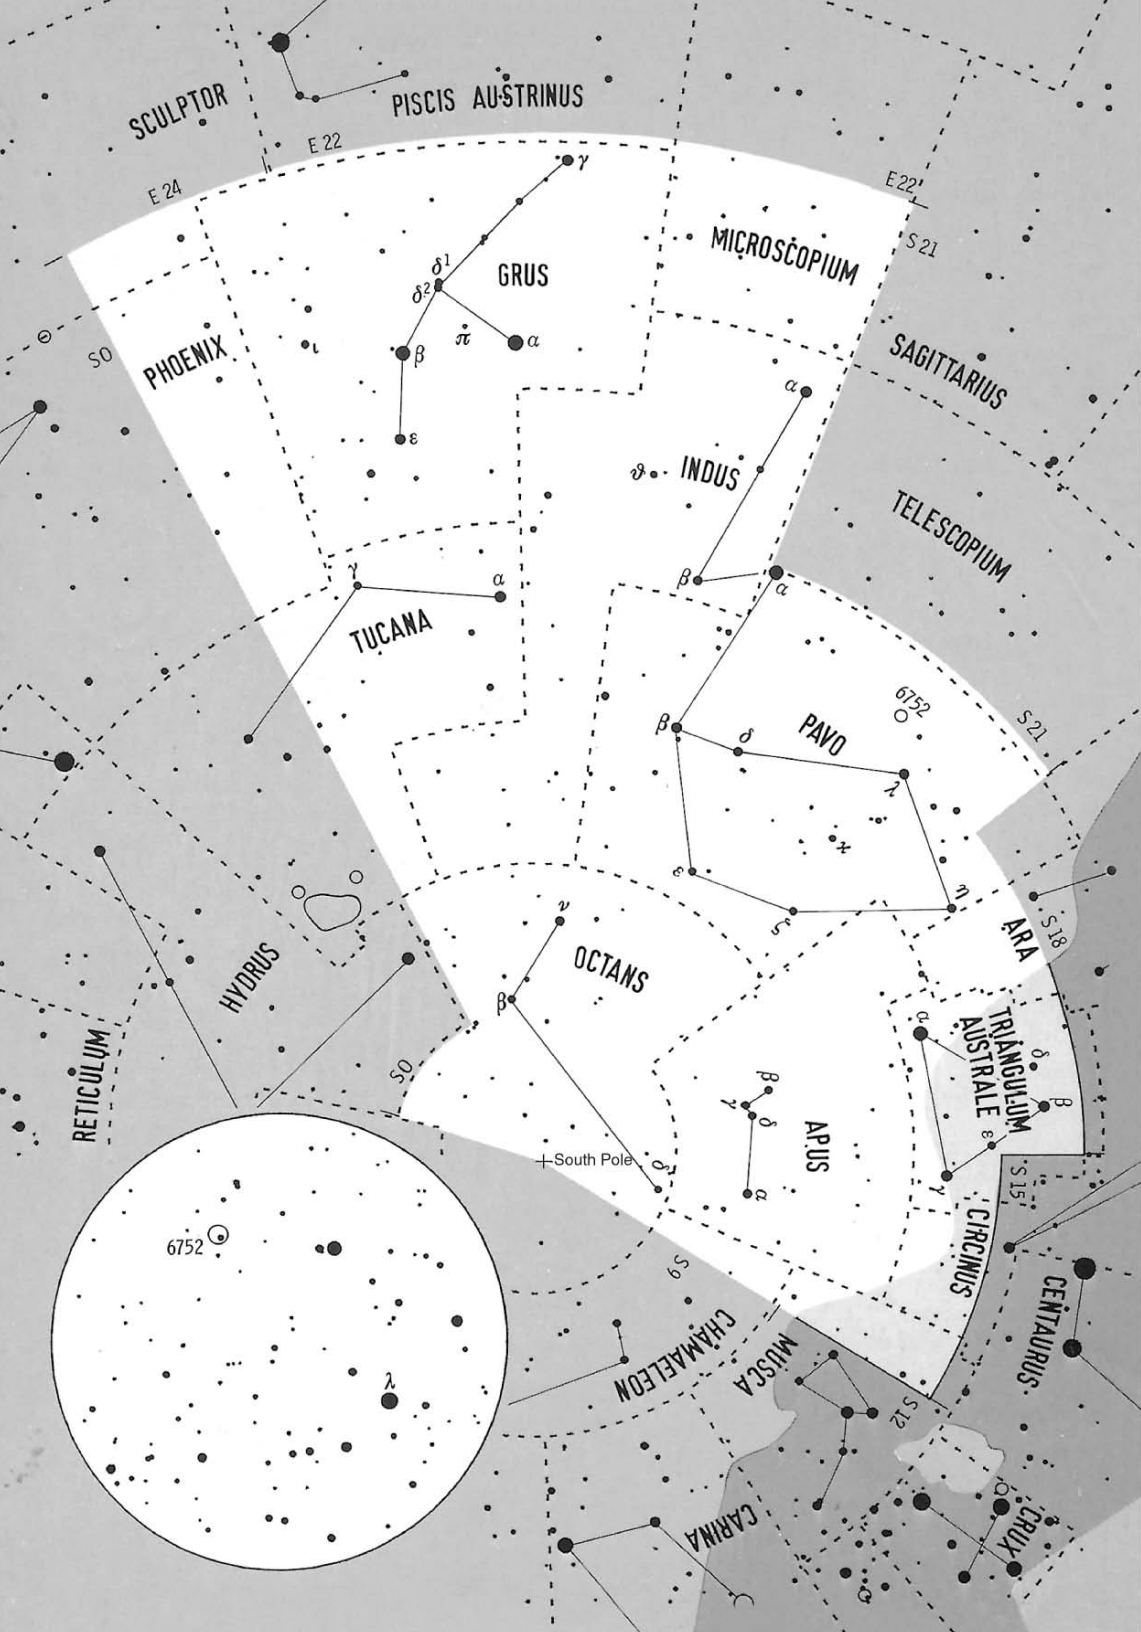 SCULPTOR
PISCIS AUSTRINUS
E 22
E 24
γ
E 22
S 21
MICROSCOPIUM
δ1
δ2
GRUS
π
α
β
ι
ε
S0
PHOENIX
SAGITTARIUS
α
ϑ
INDUS
TELESCOPIUM
β
α
γ
α
TUCANA
6752
S 21
β
δ
PAVO
λ
ϰ
ε
ζ
η
ν
OCTANS
β
ARA
S 18
HYDRUS
RETICULUM
S0
α
TRIANGULUM
AUSTRALE
δ
β
ε
γ
β
γ
δ
α
APUS
South Pole
δ
S 15
CIRCINUS
S 9
CHAMAELEON
MUSCA
S 12
CENTAURUS
CARINA
CRUX
6752
λ